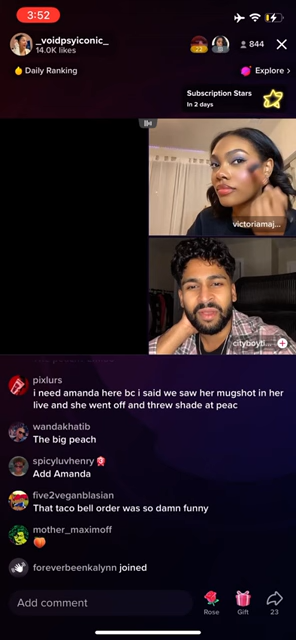 3:52
_voidpsyiconic_
14.0K likes
844
Daily Ranking
Explore >
Subscription Stars
In 2 days
victoriamaj...
cityboyti...
pixlurs
i need amanda here bc i said we saw her mugshot in her
live and she went off and threw shade at peac
wandakhatib
The big peach
spicyluvhenry
Add Amanda
five2veganblasian
That taco bell order was so damn funny
mother_maximoff
foreverbeenkalynn joined
Add comment
Rose
Gift
23